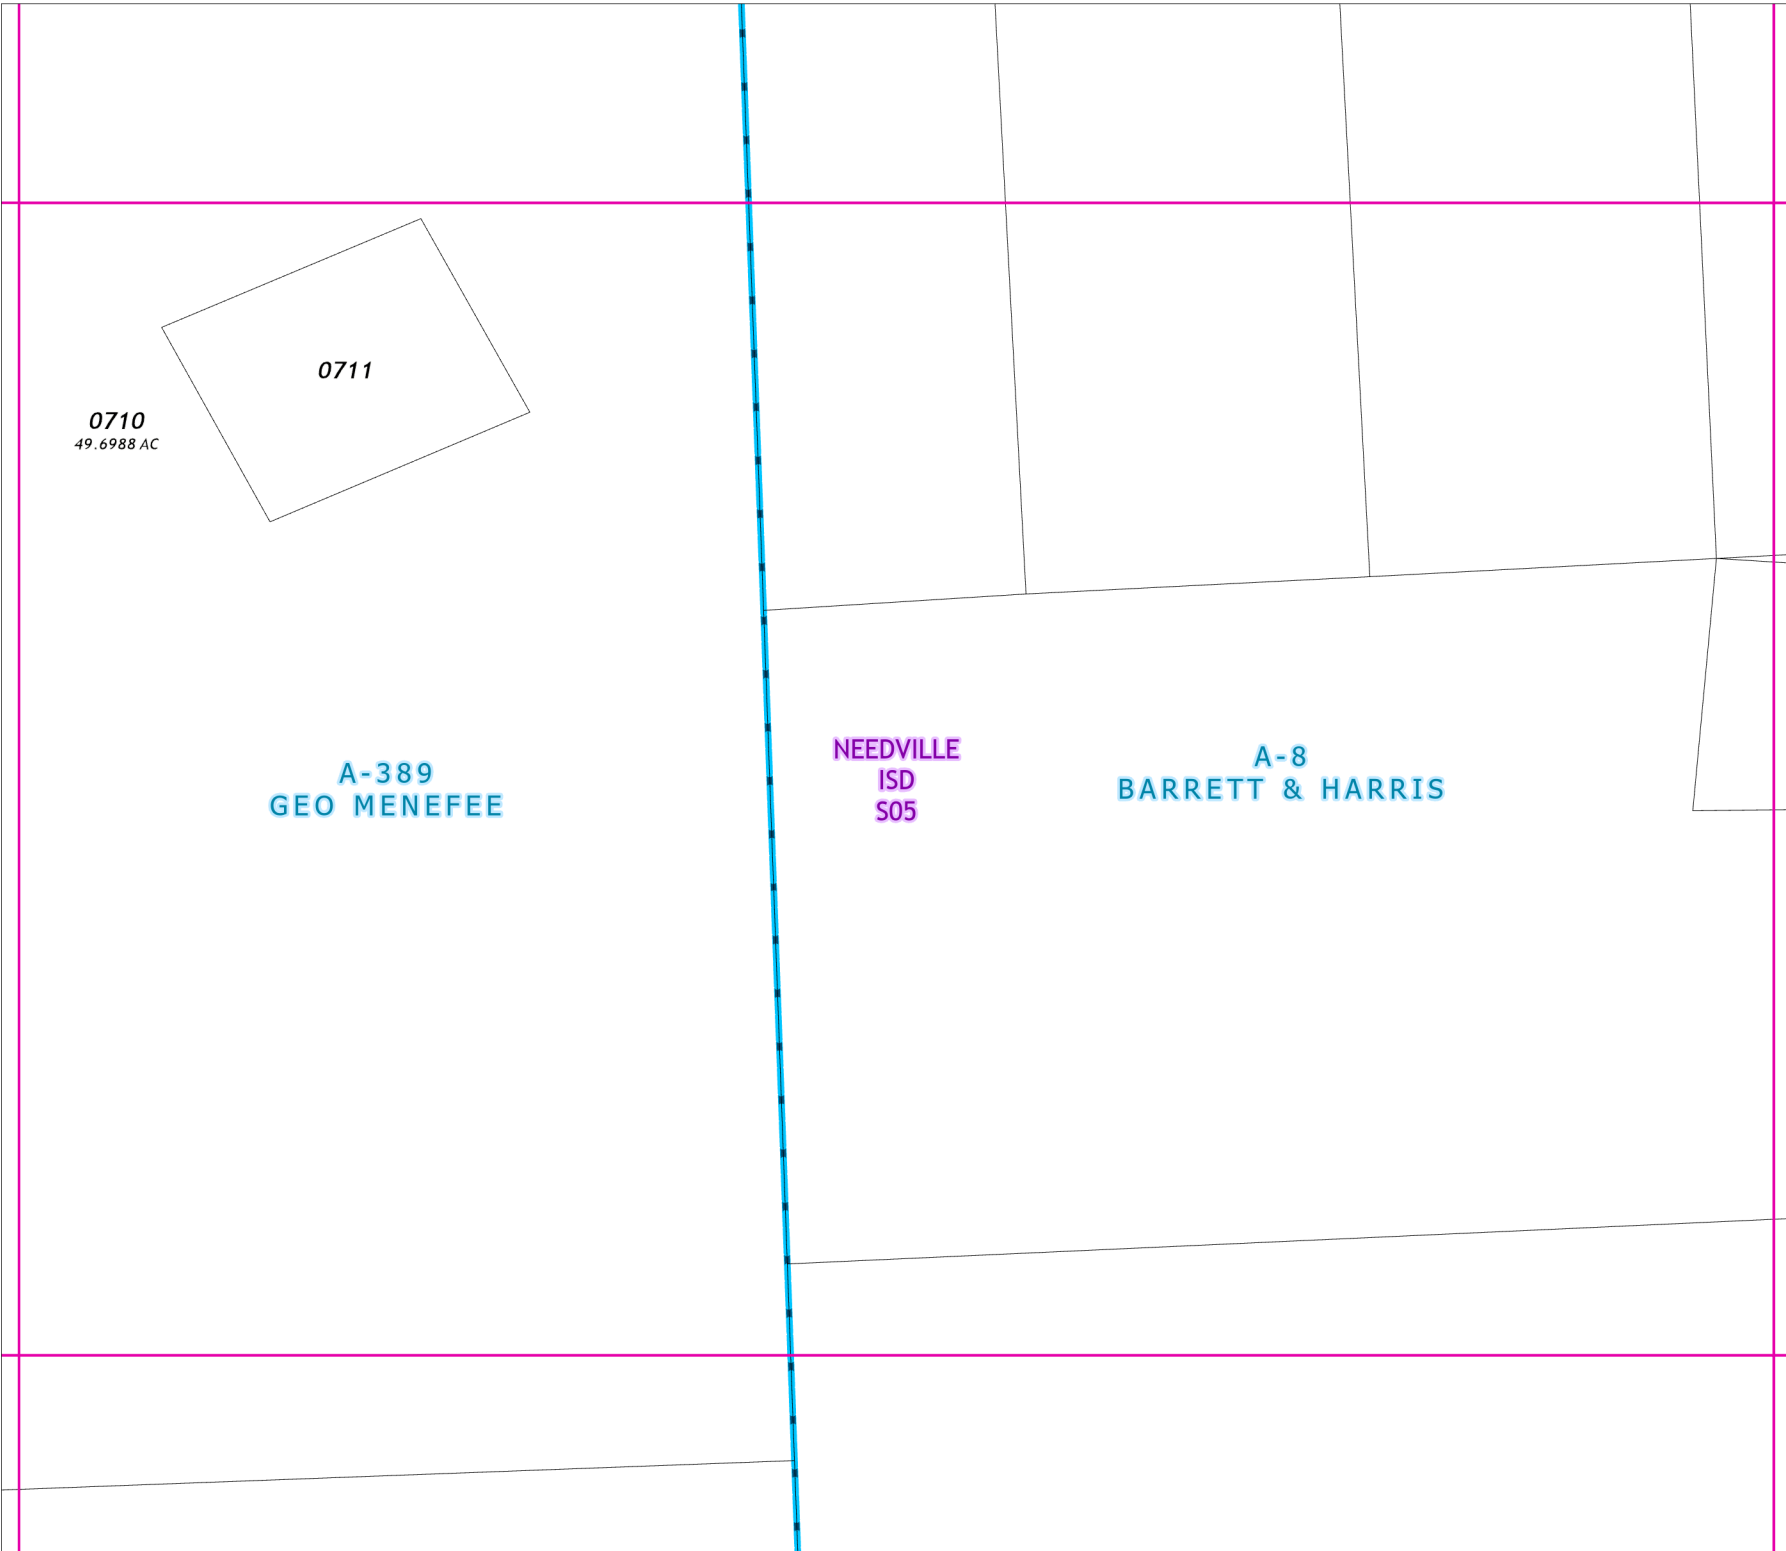 0711
0710
49.6988 AC
A-389
GEO MENEFEE
NEEDVILLE
ISD
S05
A-8
BARRETT & HARRIS